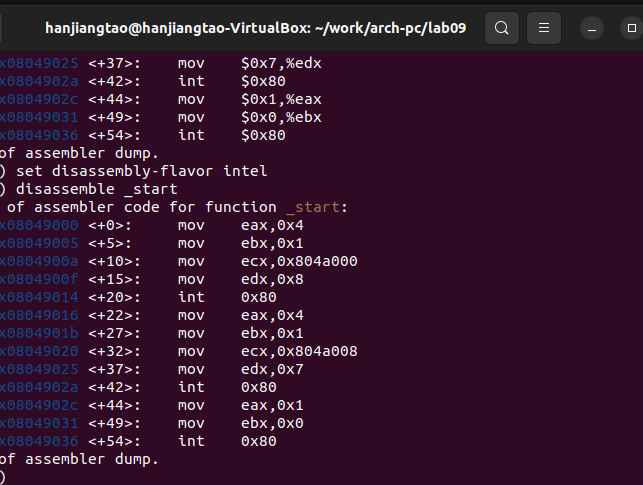 hanjiangtao@hanjiangtao-VirtualBox: ~/work/arch-pc/lab09
x08049025 <+37>: mov $0x7,%edx
x0804902a <+42>: int $0x80
x0804902c <+44>: mov $0x1,%eax
x08049031 <+49>: mov $0x0,%ebx
x08049036 <+54>: int $0x80
of assembler dump.
) set disassembly-flavor intel
) disassemble _start
of assembler code for function _start:
x08049000 <+0>: mov eax,0x4
x08049005 <+5>: mov ebx,0x1
x0804900a <+10>: mov ecx,0x804a000
x0804900f <+15>: mov edx,0x8
x08049014 <+20>: int 0x80
x08049016 <+22>: mov eax,0x4
x0804901b <+27>: mov ebx,0x1
x08049020 <+32>: mov ecx,0x804a008
x08049025 <+37>: mov edx,0x7
x0804902a <+42>: int 0x80
x0804902c <+44>: mov eax,0x1
x08049031 <+49>: mov ebx,0x0
x08049036 <+54>: int 0x80
of assembler dump.
)